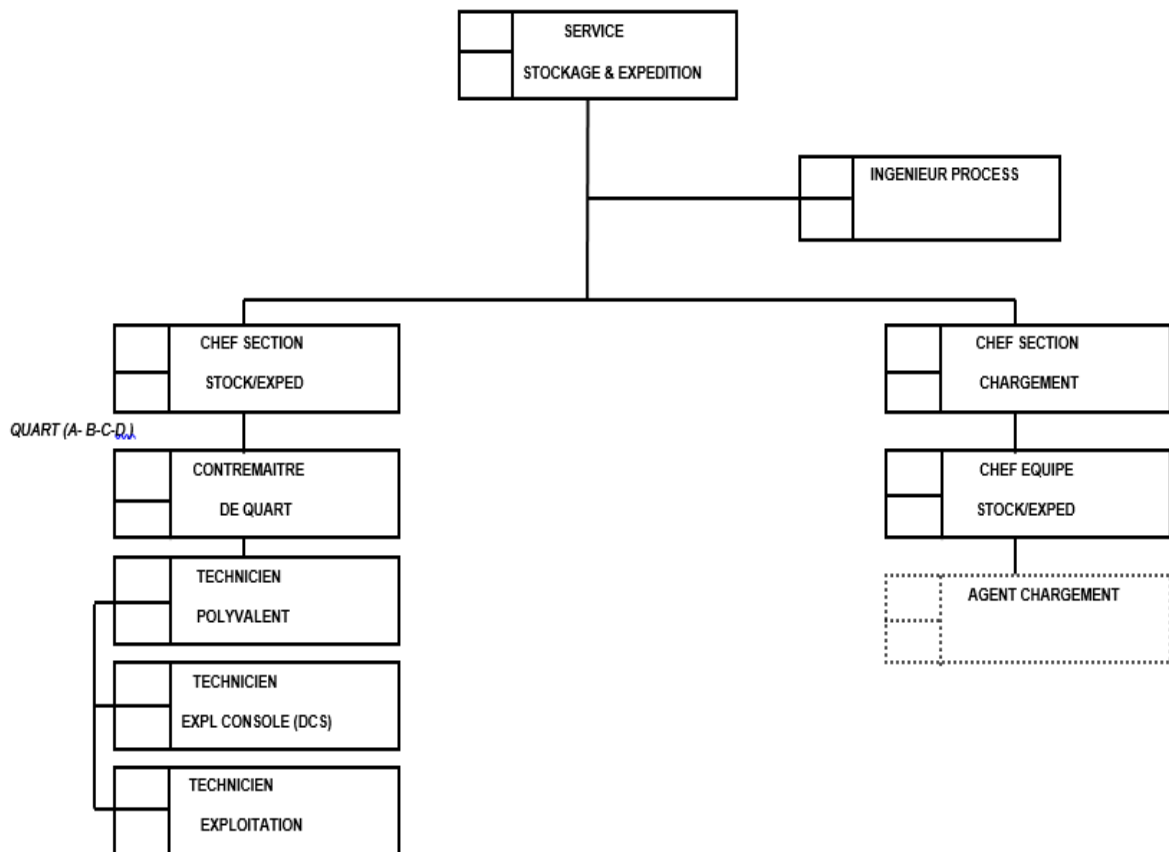 SERVICE
STOCKAGE & EXPEDITION
INGENIEUR PROCESS
CHEF SECTION
STOCK/EXPED
CHEF SECTION
CHARGEMENT
QUART (A- B-C-D,)
CONTREMAITRE
DE QUART
CHEF EQUIPE
STOCK/EXPED
TECHNICIEN
POLYVALENT
AGENT CHARGEMENT
TECHNICIEN
EXPL CONSOLE (DCS)
TECHNICIEN
EXPLOITATION